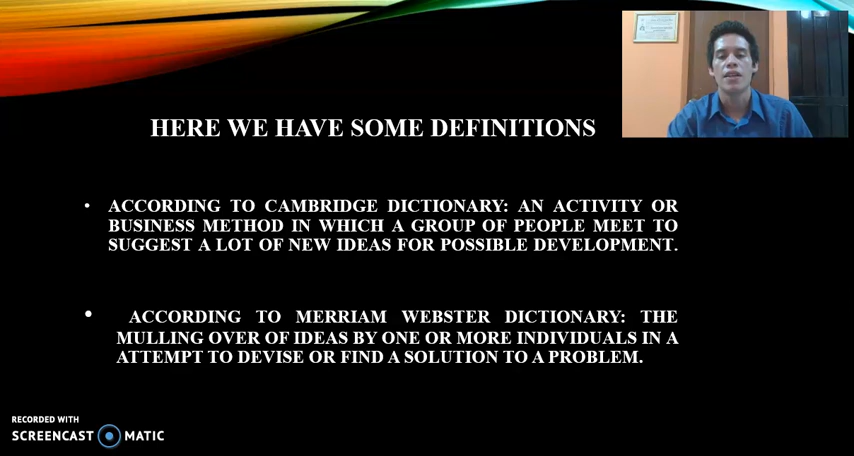 HERE WE HAVE SOME DEFINITIONS
• ACCORDING TO CAMBRIDGE DICTIONARY: AN ACTIVITY OR
BUSINESS METHOD IN WHICH A GROUP OF PEOPLE MEET TO
SUGGEST A LOT OF NEW IDEAS FOR POSSIBLE DEVELOPMENT.
• ACCORDING TO MERRIAM WEBSTER DICTIONARY: THE
MULLING OVER OF IDEAS BY ONE OR MORE INDIVIDUALS IN A
ATTEMPT TO DEVISE OR FIND A SOLUTION TO A PROBLEM.
RECORDED WITH
SCREENCAST MATIC